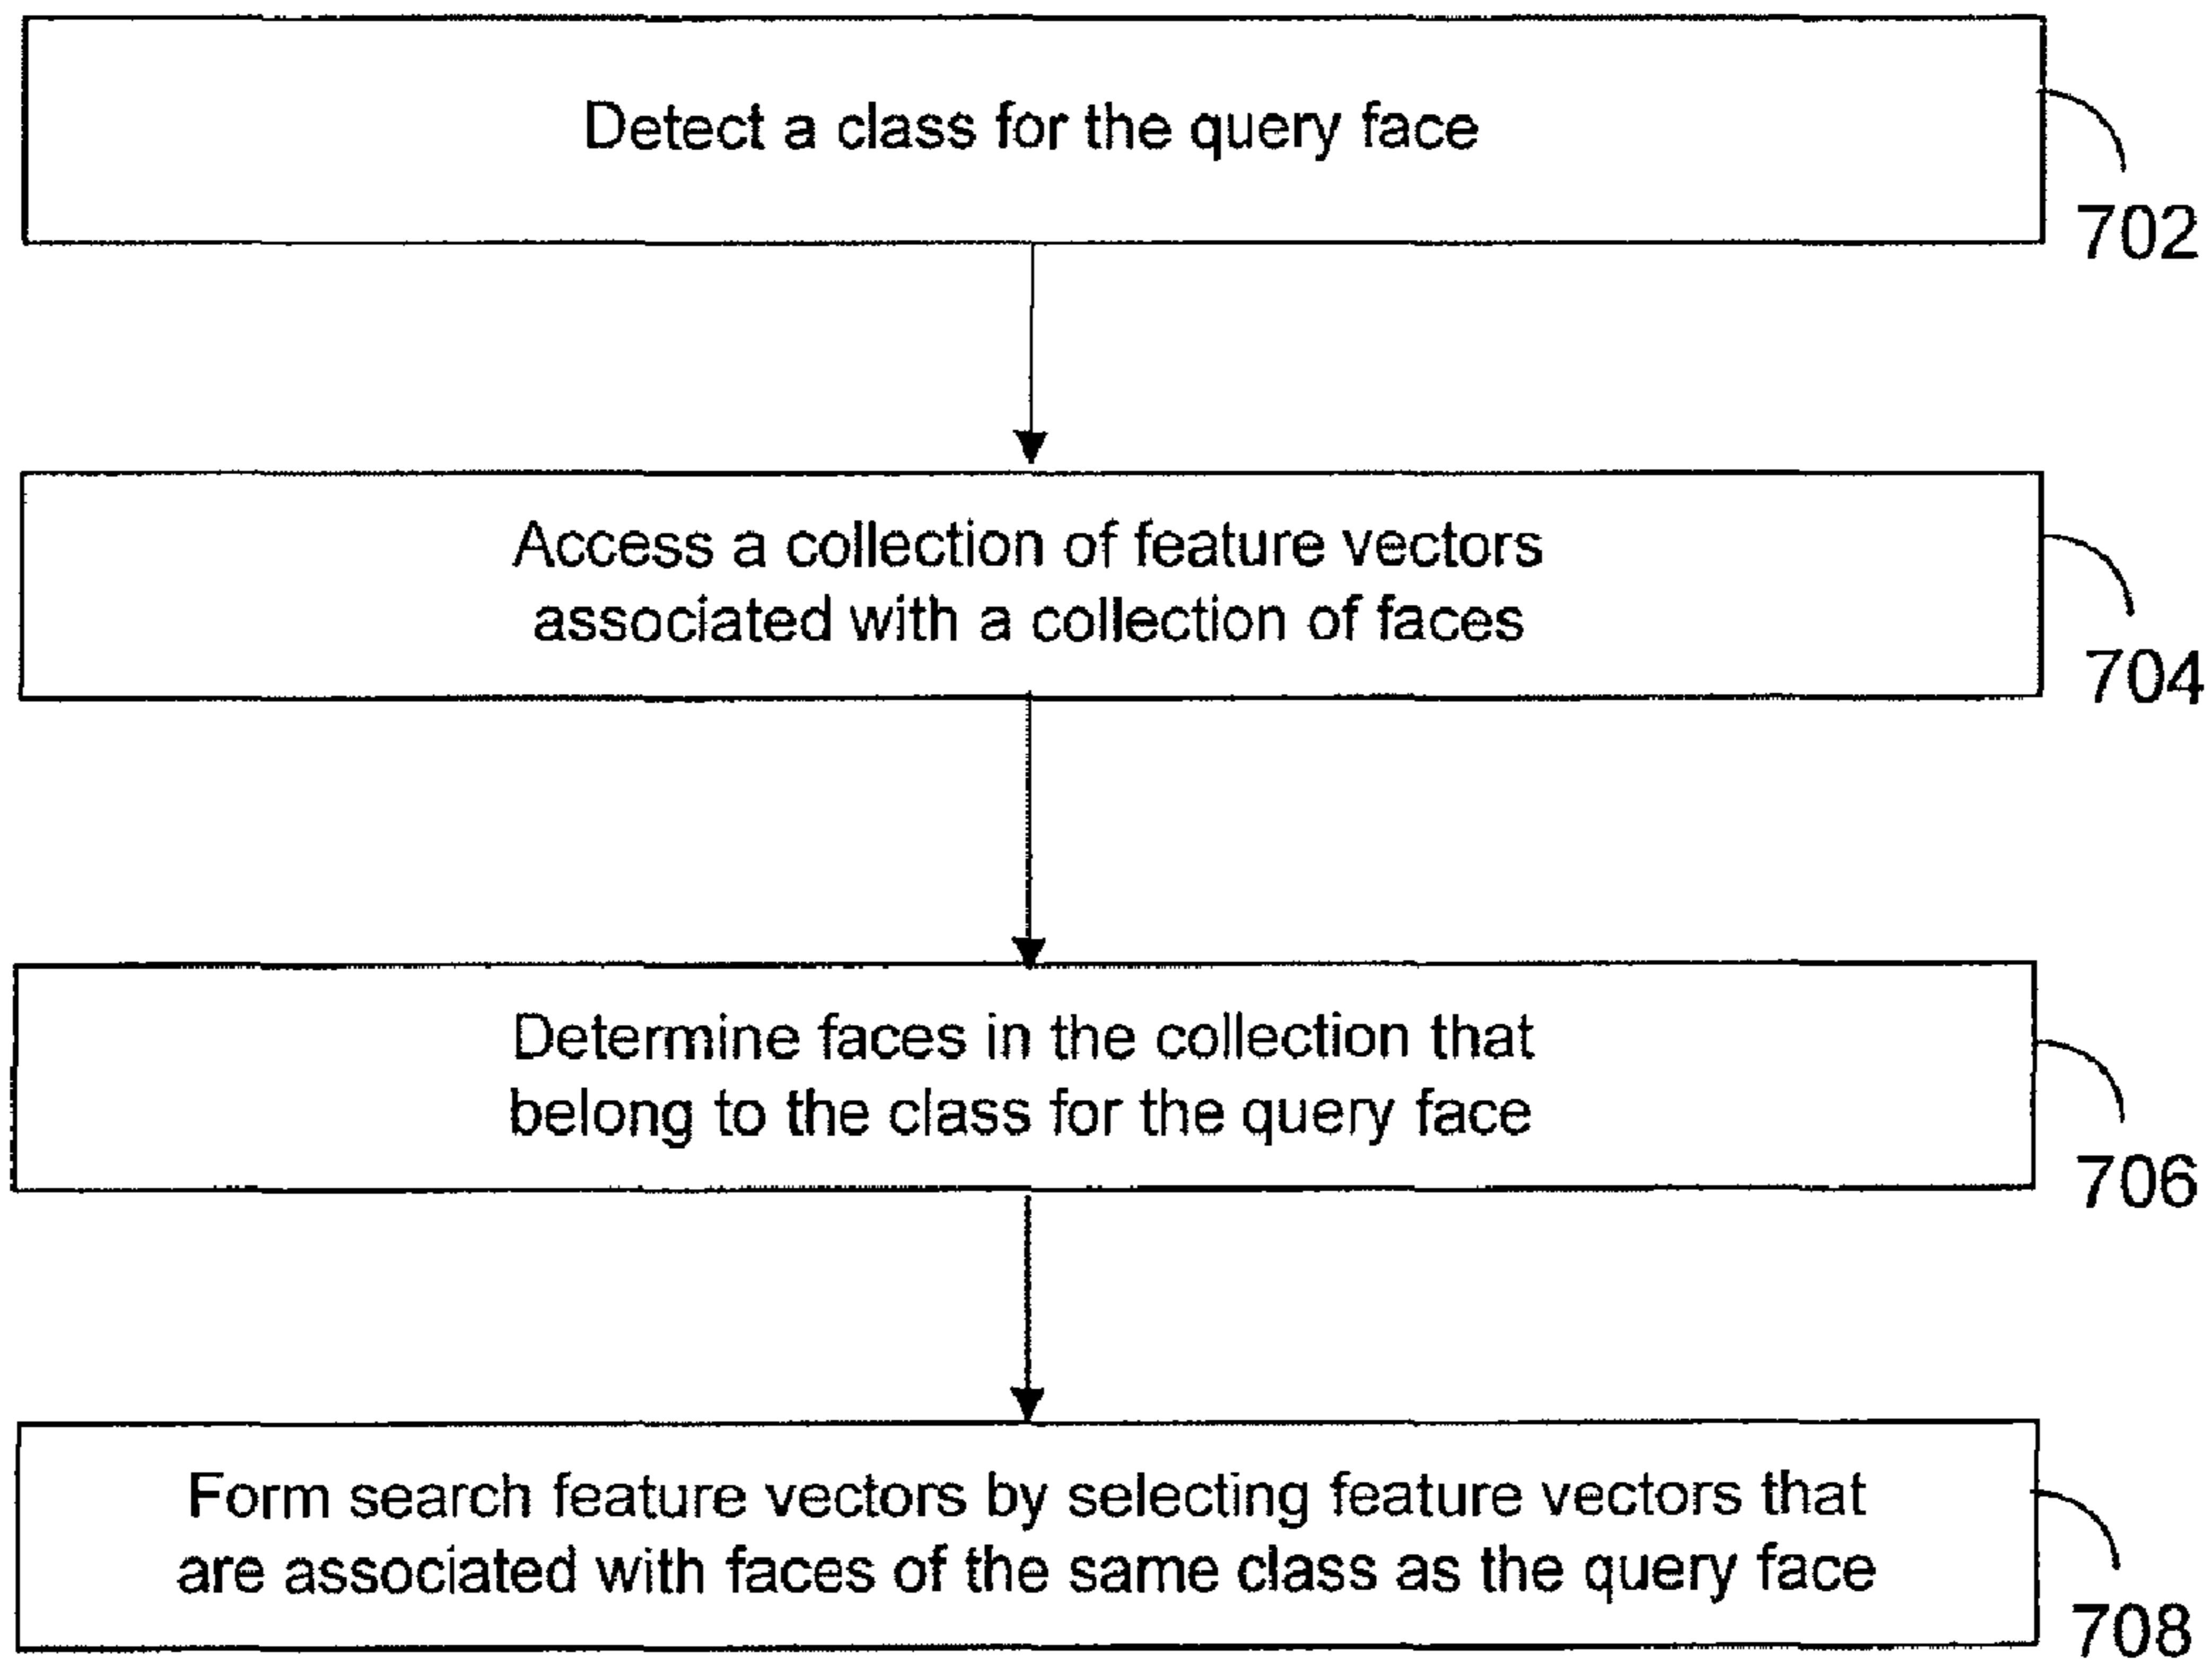 Detect a class for the query face
702
Access a collection of feature vectors
associated with a collection of faces
704
Determine faces in the collection that
belong to the class for the query face
706
Form search feature vectors by selecting feature vectors that
are associated with faces of the same class as the query face
708